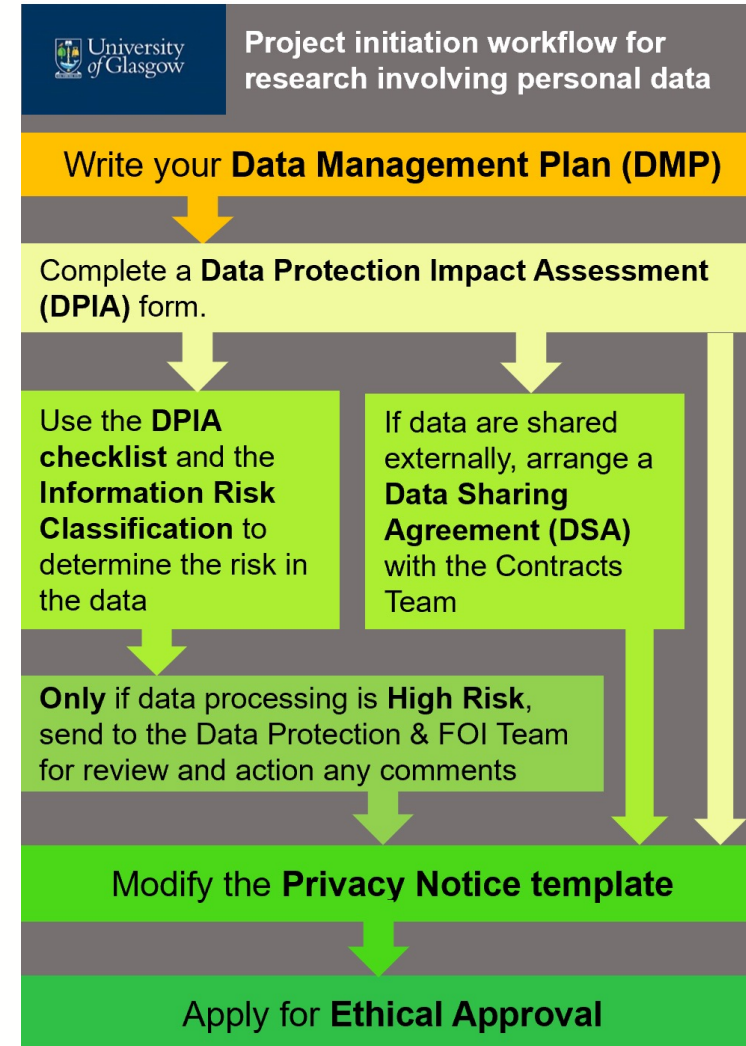 University
of Glasgow
Project initiation workflow for
research involving personal data
Write your Data Management Plan (DMP)
Complete a Data Protection Impact Assessment
(DPIA) form.
Use the DPIA
checklist and the
Information Risk
Classification to
determine the risk in
the data
If data are shared
externally, arrange a
Data Sharing
Agreement (DSA)
with the Contracts
Team
Only if data processing is High Risk,
send to the Data Protection & FOI Team
for review and action any comments
Modify the Privacy Notice template
Apply for Ethical Approval